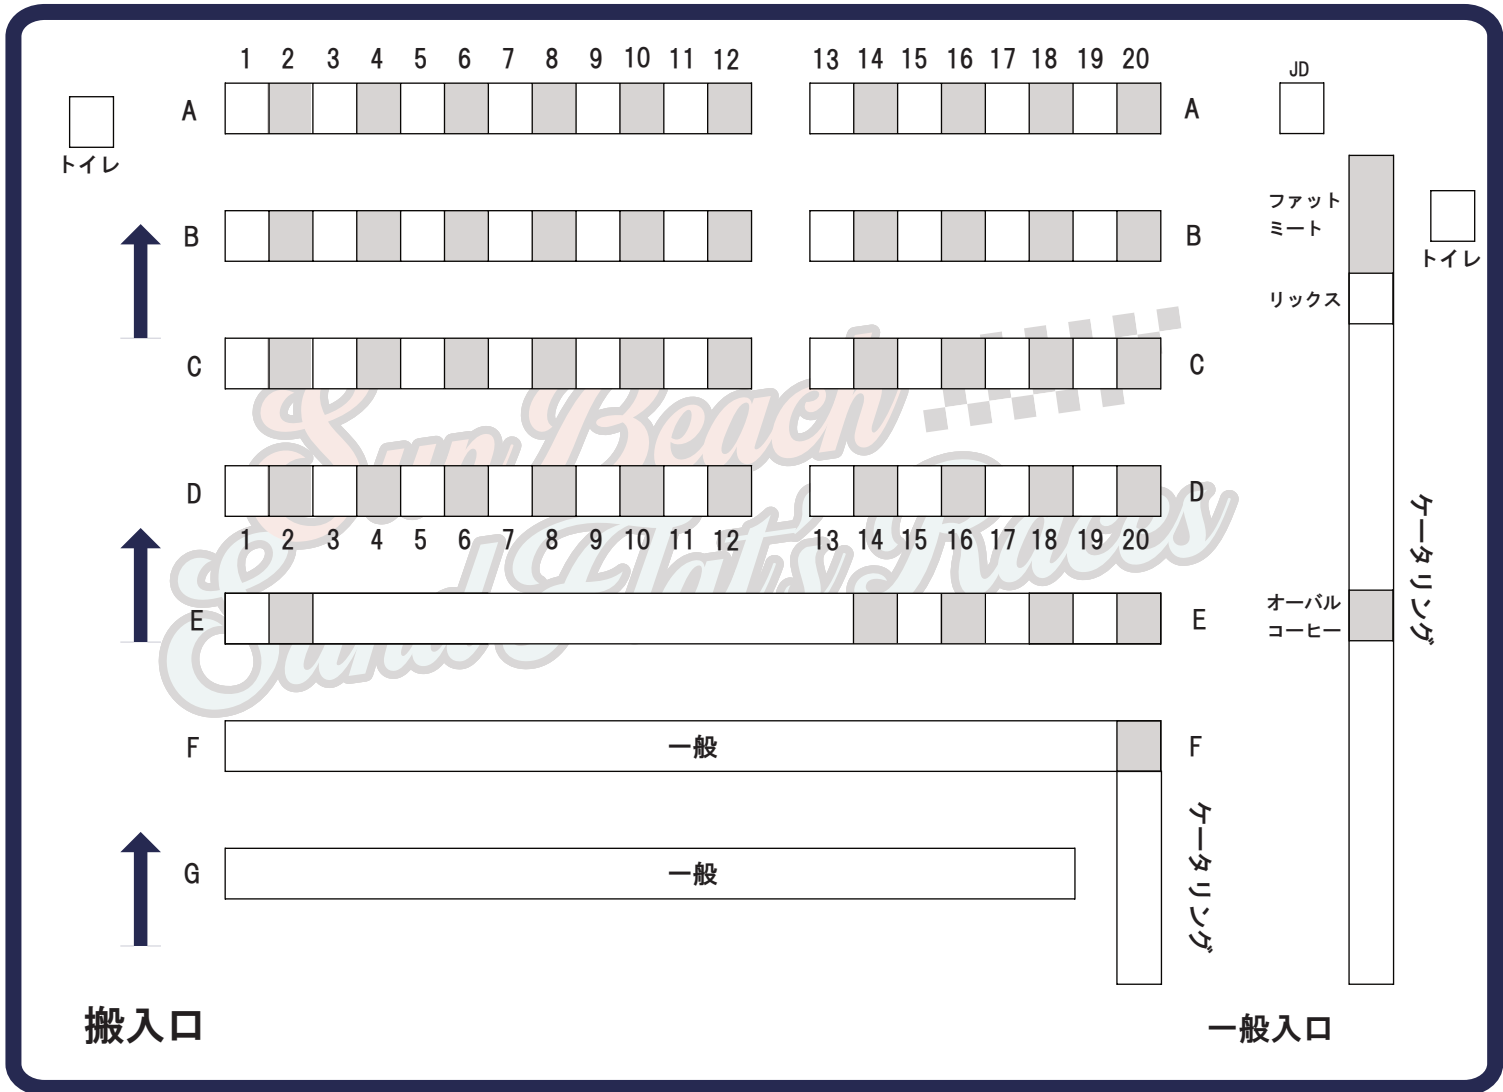 1 2 3 4 5 6 7 8 9 10 11 12 13 14 15 16 17 18 19 20
JD
A A
トイレ
ファット
ミート
B B
トイレ
リックス
C C
Sun Beach
D D
1 2 3 4 5 6 7 8 9 10 11 12 13 14 15 16 17 18 19 20
Sand Flat's Races
ケータリング
E E
オーバル
コーヒー
F 一般 F
ケータリング
G 一般
搬入口
一般入口